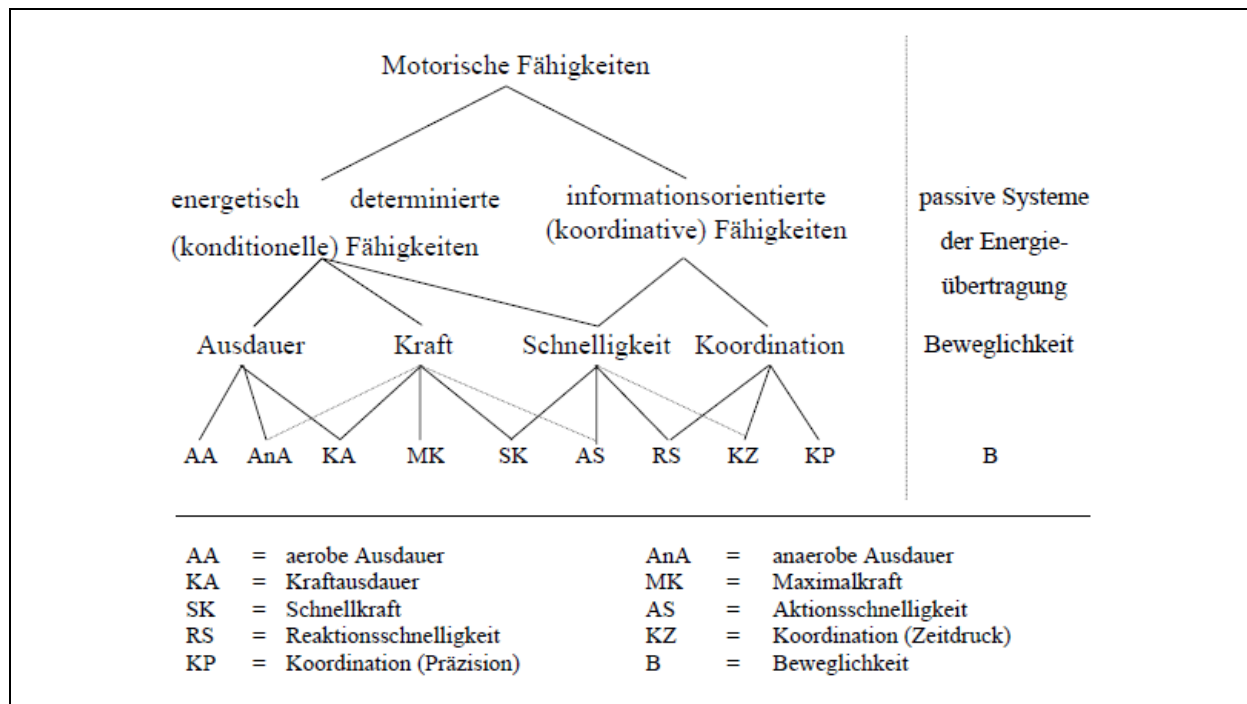 Motorische Fähigkeiten
energetisch determinierte
(konditionelle) Fähigkeiten
informationsorientierte
(koordinative) Fähigkeiten
passive Systeme
der Energie-
übertragung
Ausdauer Kraft Schnelligkeit Koordination Beweglichkeit
AA AnA KA MK SK AS RS KZ KP B
AA = aerobe Ausdauer AnA = anaerobe Ausdauer
KA = Kraftausdauer MK = Maximalkraft
SK = Schnellkraft AS = Aktionsschnelligkeit
RS = Reaktionsschnelligkeit KZ = Koordination (Zeitdruck)
KP = Koordination (Präzision) B = Beweglichkeit